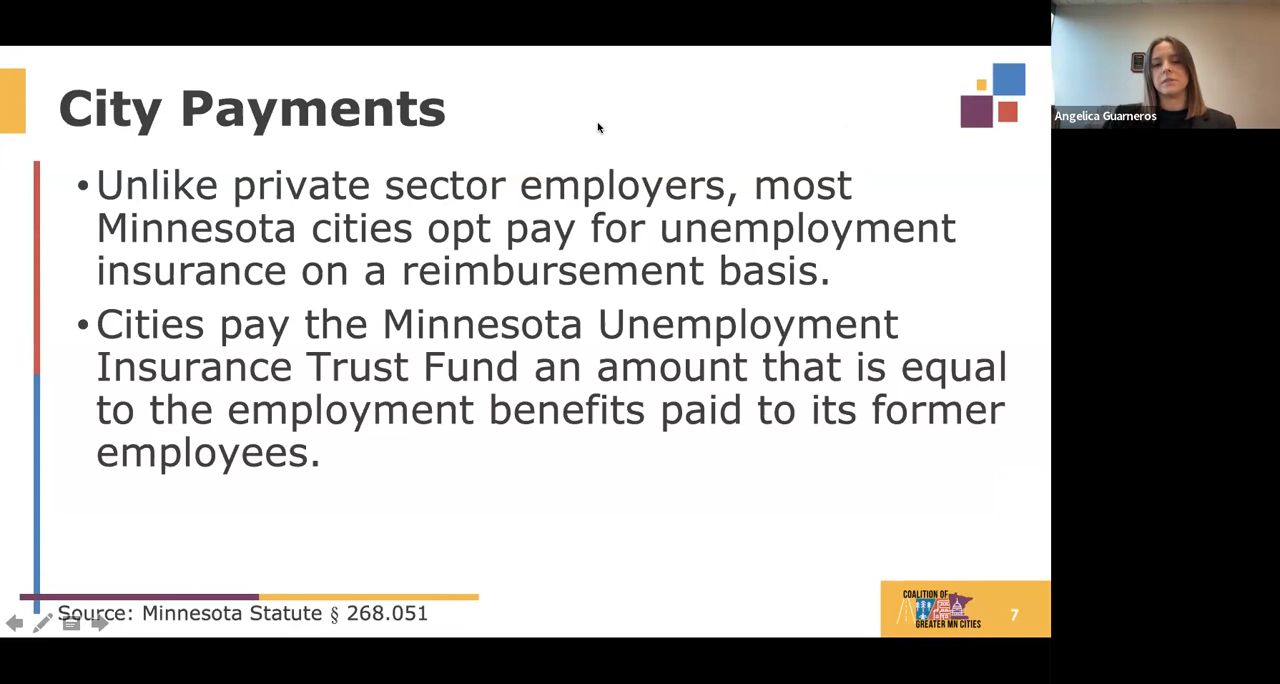 City Payments
•Unlike private sector employers, most
Minnesota cities opt pay for unemployment
insurance on a reimbursement basis.
•Cities pay the Minnesota Unemployment
Insurance Trust Fund an amount that is equal
to the employment benefits paid to its former
employees.
Source: Minnesota Statute § 268.051
COALITION OF
GREATER MN CITIES
7
Angelica Guarneros